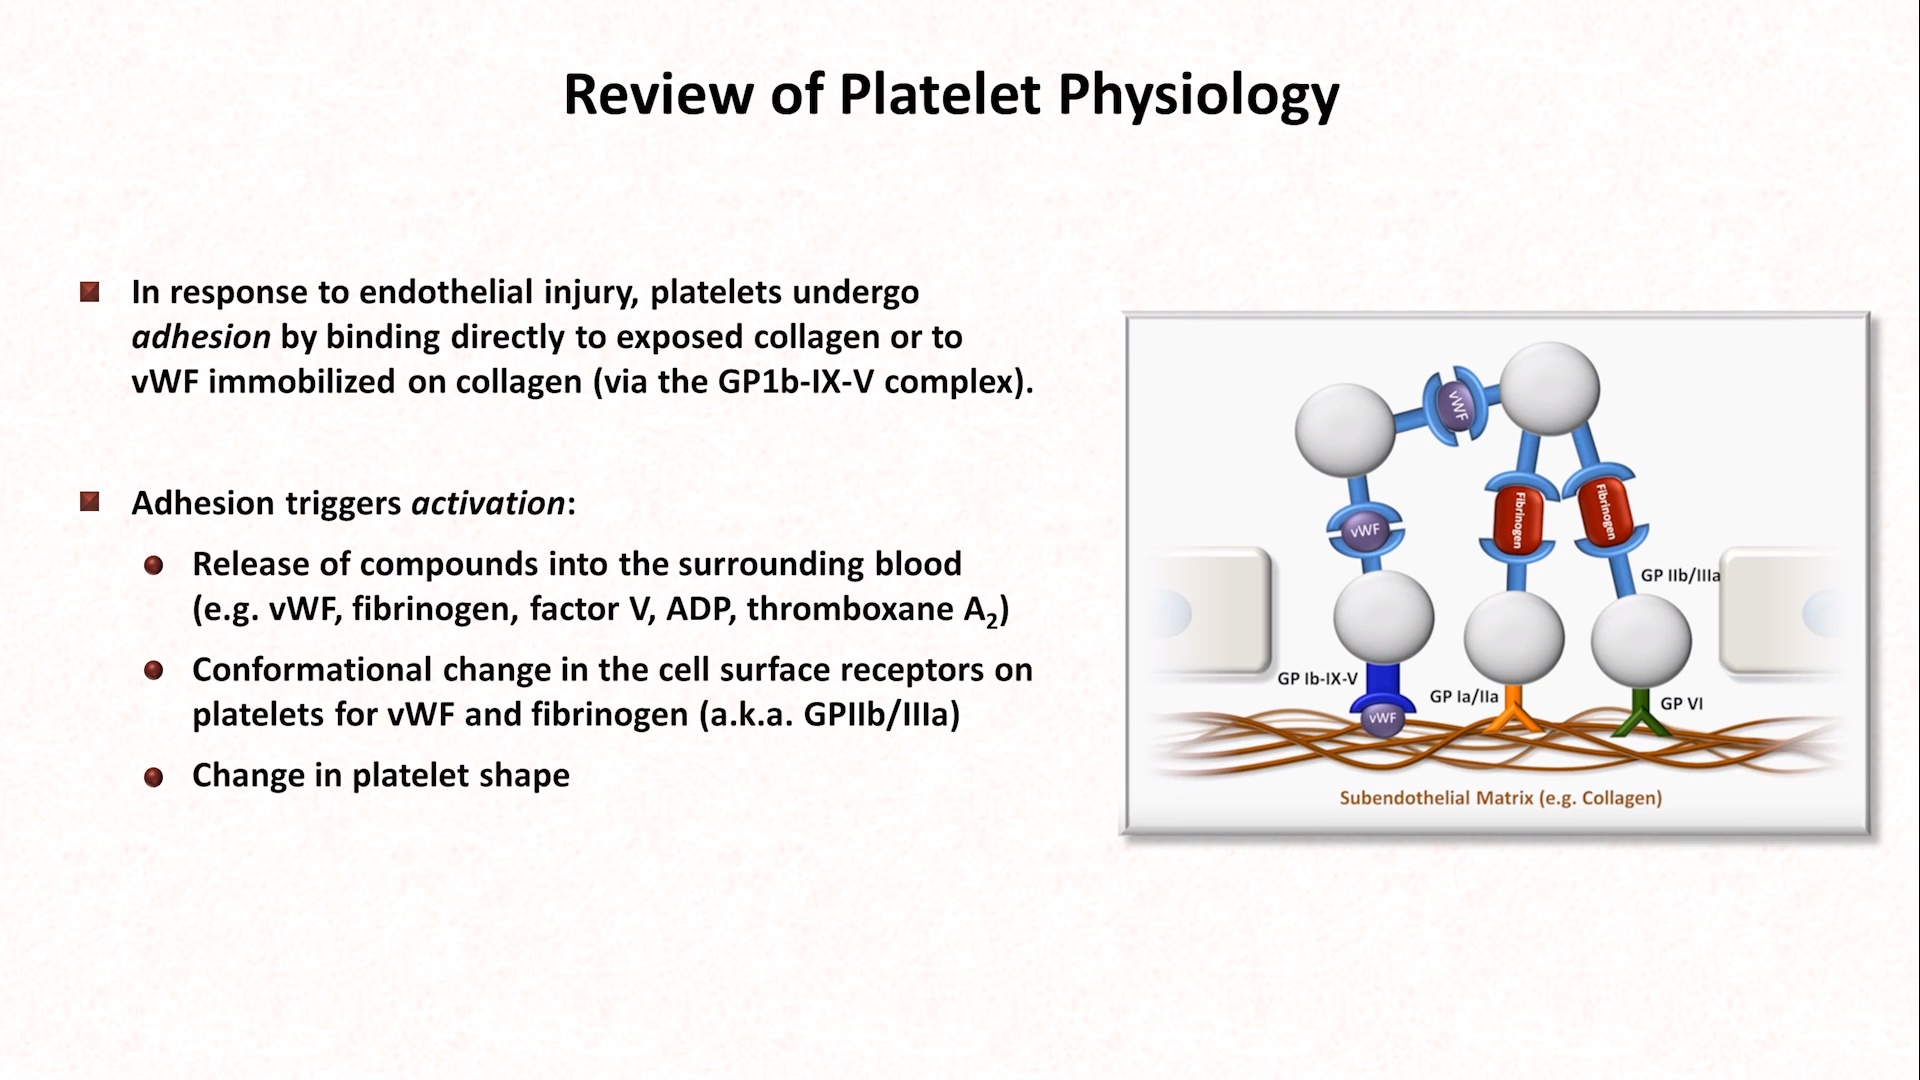 Review of Platelet Physiology
In response to endothelial injury, platelets undergo
adhesion by binding directly to exposed collagen or to
vWF immobilized on collagen (via the GP1b-IX-V complex).
Adhesion triggers activation:
Release of compounds into the surrounding blood
(e.g. vWF, fibrinogen, factor V, ADP, thromboxane A₂)
Conformational change in the cell surface receptors on
platelets for vWF and fibrinogen (a.k.a. GPIIb/IIIa)
Change in platelet shape
vWF
vWF
Fibrinogen
Fibrinogen
GP IIb/IIIa
GP Ib-IX-V
GP Ia/IIa
GP VI
vWF
Subendothelial Matrix (e.g. Collagen)